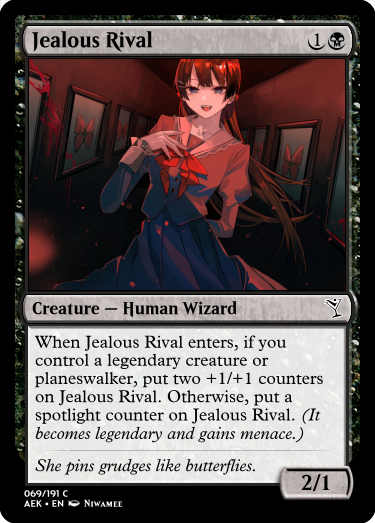 Jealous Rival 1
Creature — Human Wizard
When Jealous Rival enters, if you
control a legendary creature or
planeswalker, put two +1/+1 counters
on Jealous Rival. Otherwise, put a
spotlight counter on Jealous Rival. (It
becomes legendary and gains menace.)
She pins grudges like butterflies.
2/1
069/191 C
AEK • EN Niwamee